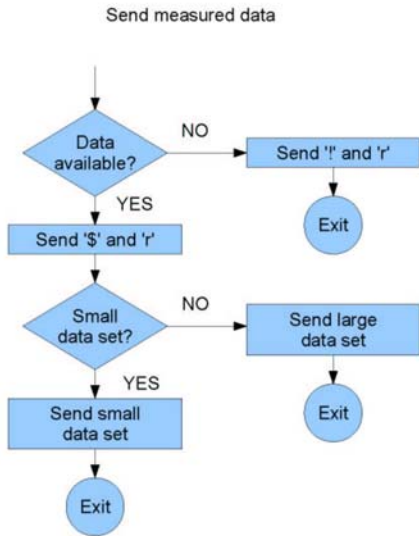 Send measured data
Data
available?
NO
Send '!' and 'r'
YES
Exit
Send '$' and 'r'
Small
data set?
NO
Send large
data set
YES
Exit
Send small
data set
Exit